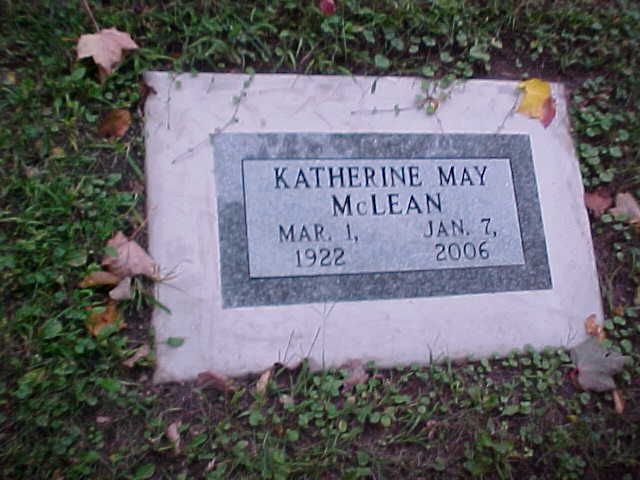 KATHERINE MAY
McLEAN
MAR. 1, JAN. 7,
1922 2006